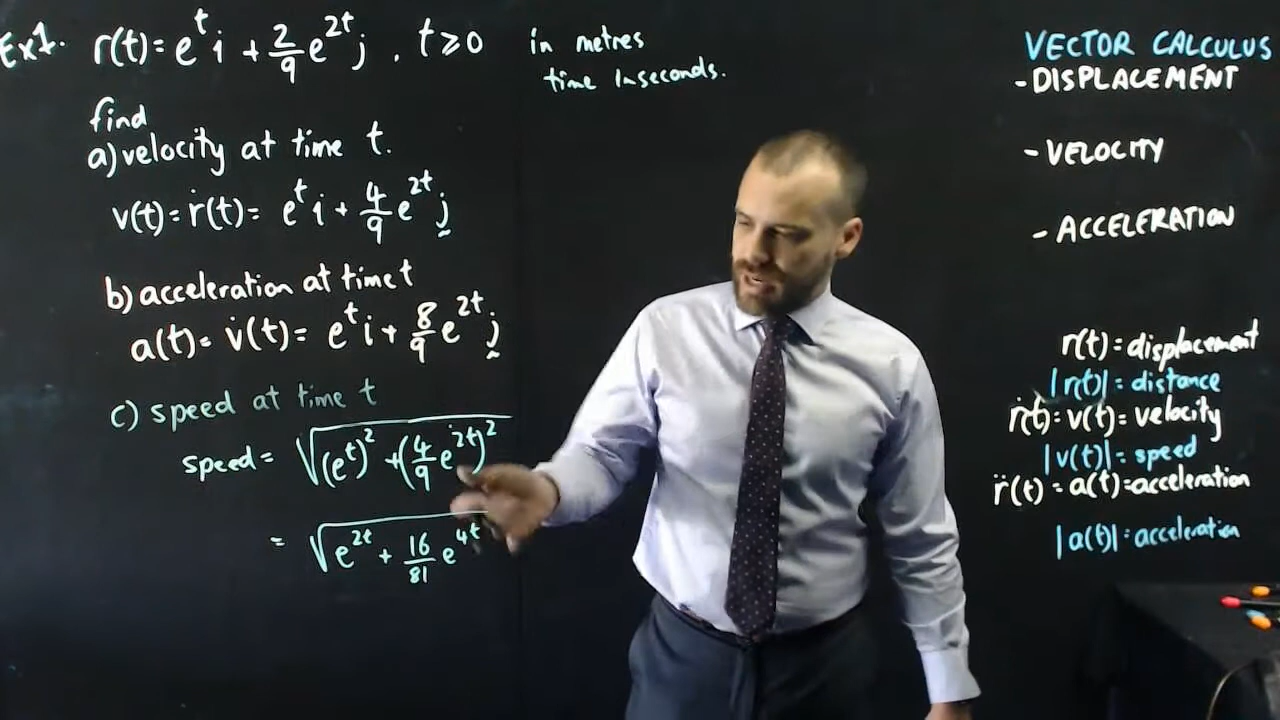 Ex1. r(t) = e^t i + 2/9 e^2t j , t ≥ 0 in metres
time in seconds.
find
a) velocity at time t.
v(t) = ṙ(t) = e^t i + 4/9 e^2t j
b) acceleration at time t
a(t) = v̇(t) = e^t i + 8/9 e^2t j
c) speed at time t
speed = √(e^t)² + (4/9 e^2t)²
= √e^2t + 16/81 e^4t
VECTOR CALCULUS
- DISPLACEMENT
- VELOCITY
- ACCELERATION
r(t) = displacement
|r(t)| = distance
ṙ(t) = v(t) = velocity
|v(t)| = speed
r̈(t) = a(t) = acceleration
|a(t)| = acceleration